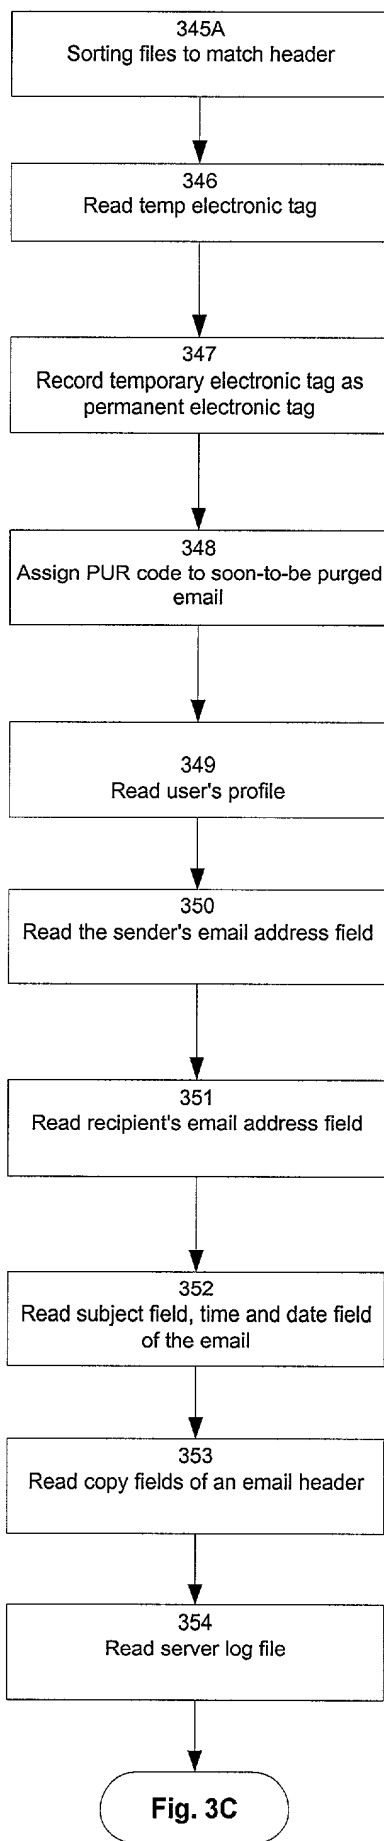 345A
Sorting files to match header
346
Read temp electronic tag
347
Record temporary electronic tag as
permanent electronic tag
348
Assign PUR code to soon-to-be purged
email
349
Read user's profile
350
Read the sender's email address field
351
Read recipient's email address field
352
Read subject field, time and date field
of the email
353
Read copy fields of an email header
354
Read server log file
Fig. 3C